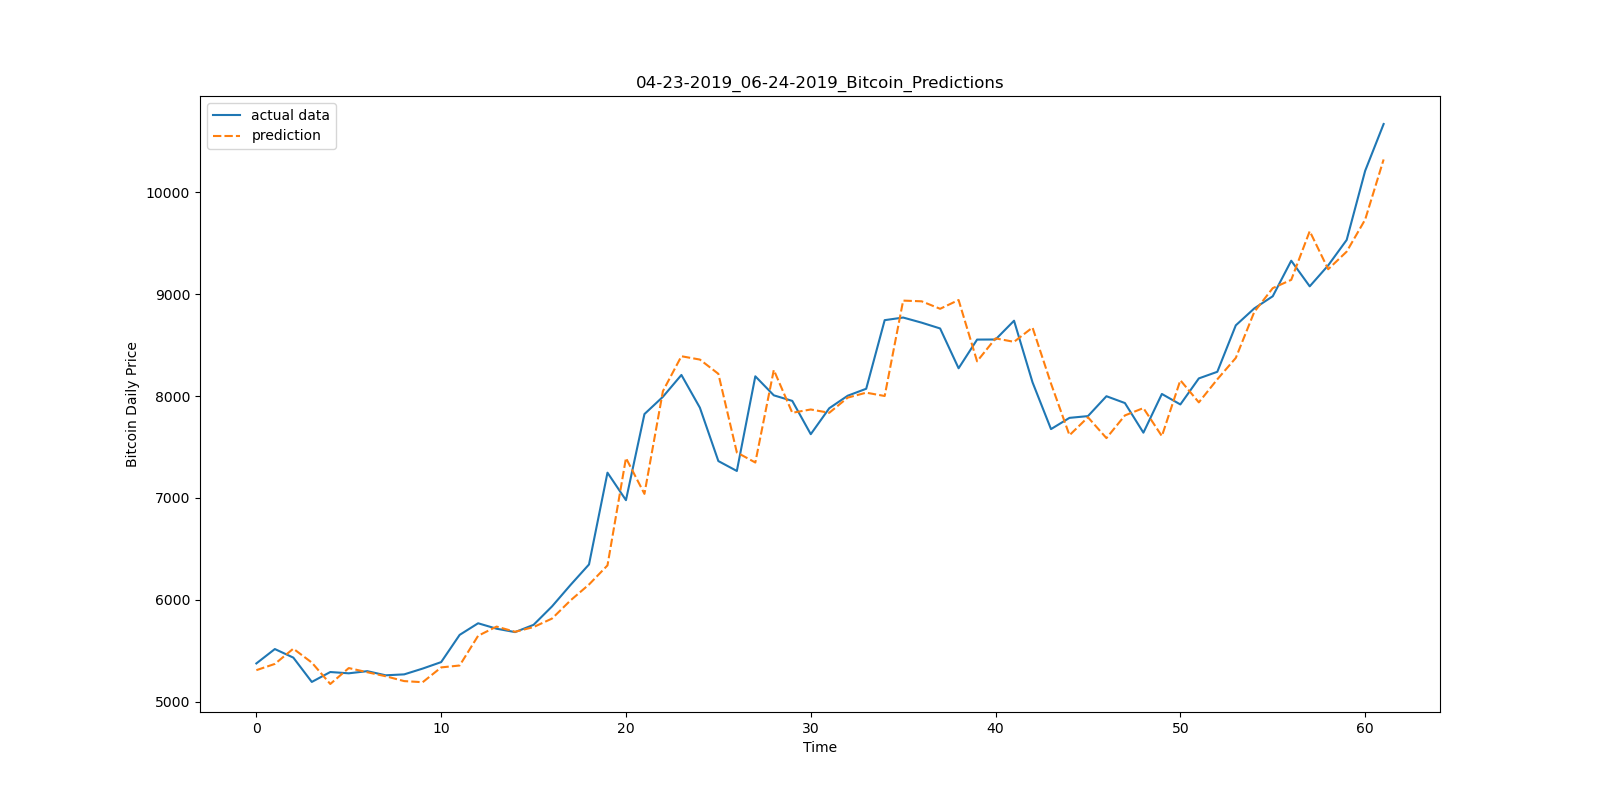 04-23-2019_06-24-2019_Bitcoin_Predictions
actual data
prediction
Bitcoin Daily Price
10000
9000
8000
7000
6000
5000
0 10 20 30 40 50 60
Time